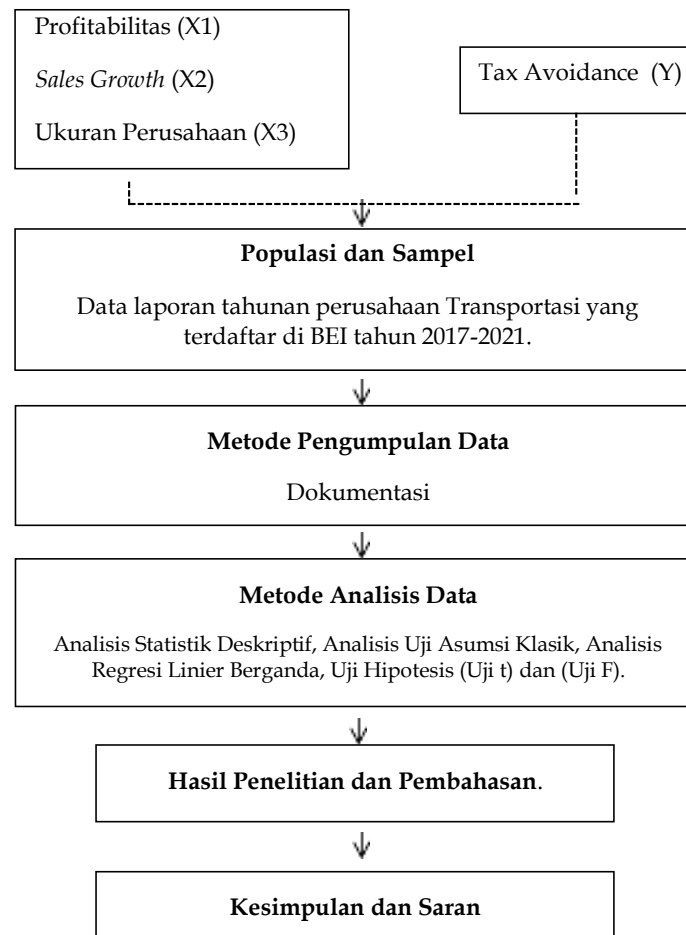 Profitabilitas (X1)
Sales Growth (X2)
Ukuran Perusahaan (X3)
Tax Avoidance (Y)
Populasi dan Sampel
Data laporan tahunan perusahaan Transportasi yang
terdaftar di BEI tahun 2017-2021.
Metode Pengumpulan Data
Dokumentasi
Metode Analisis Data
Analisis Statistik Deskriptif, Analisis Uji Asumsi Klasik, Analisis
Regresi Linier Berganda, Uji Hipotesis (Uji t) dan (Uji F).
Hasil Penelitian dan Pembahasan.
Kesimpulan dan Saran